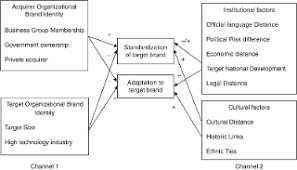 Acquirer Organizational
Brand Identity
Business Group Membership
Government ownership
Private acquirer
Target Organizational Brand
Identity
Target Size
High technology industry
Channel 1
Standardization
of target brand
Adaptation to
target brand
Institutional factors
Official language Distance
Political Risk difference
Economic distance
Target National Development
Legal Distance
Cultural factors
Cultural Distance
Historic Links
Ethnic Ties
Channel 2